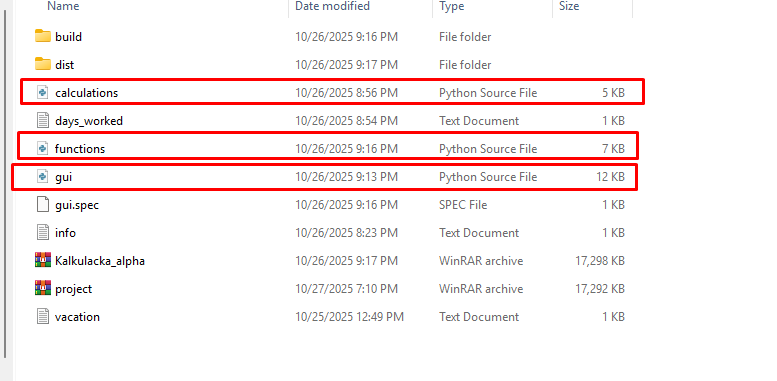 Name Date modified Type Size
build 10/26/2025 9:16 PM File folder
dist 10/26/2025 9:17 PM File folder
calculations 10/26/2025 8:56 PM Python Source File 5 KB
days_worked 10/26/2025 8:54 PM Text Document 1 KB
functions 10/26/2025 9:16 PM Python Source File 7 KB
gui 10/26/2025 9:13 PM Python Source File 12 KB
gui.spec 10/26/2025 9:16 PM SPEC File 1 KB
info 10/26/2025 8:23 PM Text Document 1 KB
Kalkulacka_alpha 10/26/2025 9:17 PM WinRAR archive 17,298 KB
project 10/27/2025 7:10 PM WinRAR archive 17,292 KB
vacation 10/25/2025 12:49 PM Text Document 1 KB